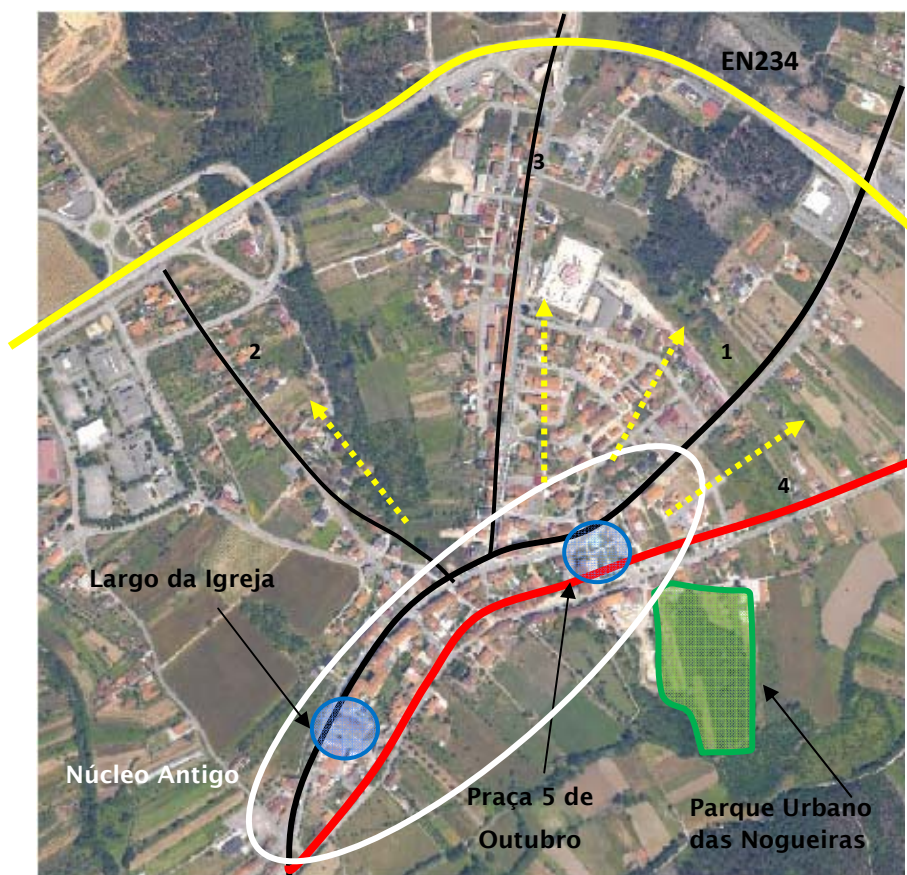 EN234
3
1
2
4
Largo da Igreja
Núcleo Antigo
Praça 5 de
Outubro
Parque Urbano
das Nogueiras